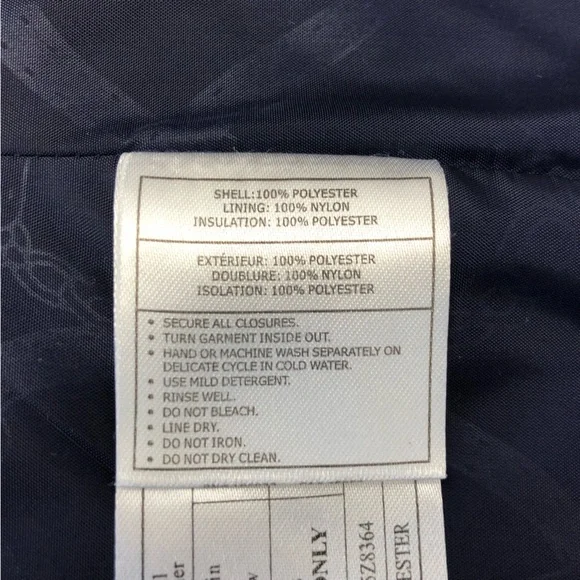 SHELL:100% POLYESTER
LINING: 100% NYLON
INSULATION: 100% POLYESTER
EXTÉRIEUR: 100% POLYESTER
DOUBLURE: 100% NYLON
ISOLATION: 100% POLYESTER
• SECURE ALL CLOSURES.
• TURN GARMENT INSIDE OUT.
• HAND OR MACHINE WASH SEPARATELY ON
DELICATE CYCLE IN COLD WATER.
• USE MILD DETERGENT.
• RINSE WELL.
• DO NOT BLEACH.
• LINE DRY.
• DO NOT IRON.
• DO NOT DRY CLEAN.
ONLY
Z8364
ESTER